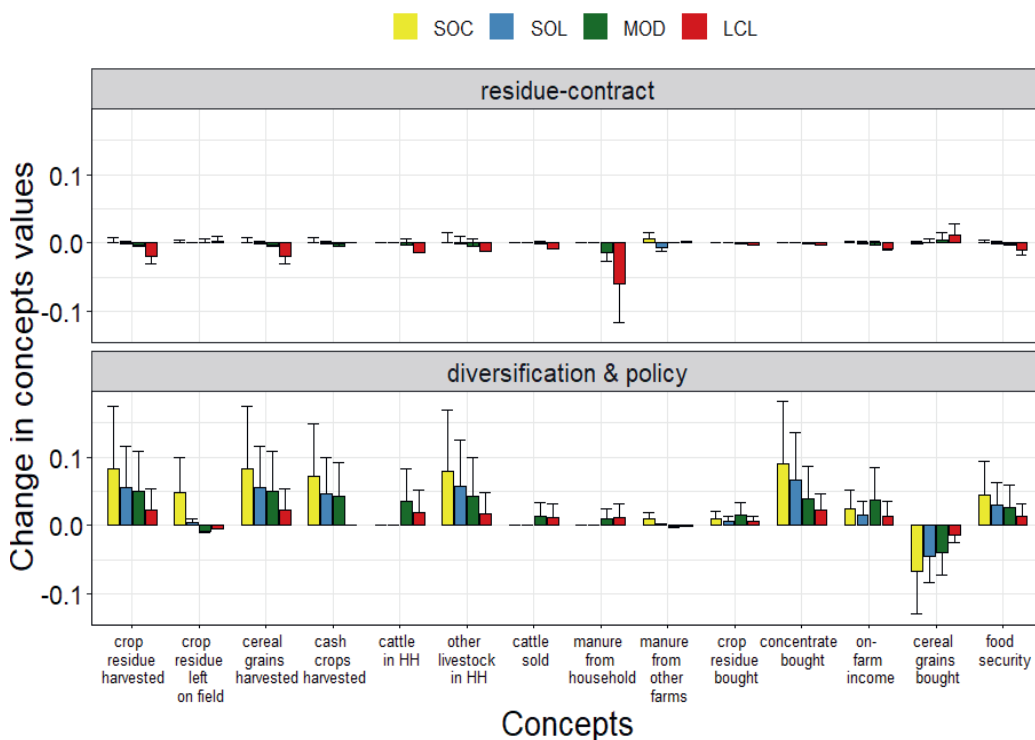 SOC SOL MOD LCL
residue-contract
0.1
0.0
-0.1
diversification & policy
0.1
0.0
-0.1
Change in concepts values
crop
residue
harvested
crop
residue
left
on field
cereal
grains
harvested
cash
crops
harvested
cattle
in HH
other
livestock
in HH
cattle
sold
manure
from
household
manure
from
other
farms
crop
residue
bought
concentrate
bought
on-
farm
income
cereal
grains
bought
food
security
Concepts